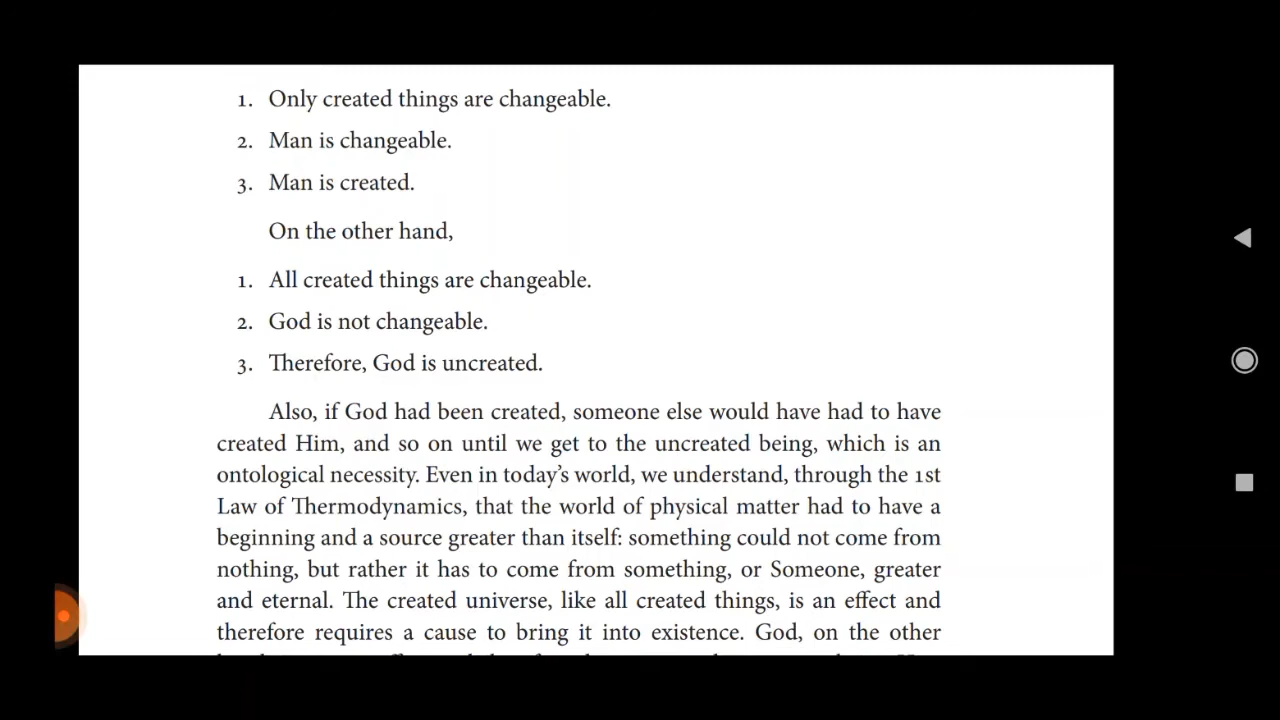 1. Only created things are changeable.
2. Man is changeable.
3. Man is created.
On the other hand,
1. All created things are changeable.
2. God is not changeable.
3. Therefore, God is uncreated.
Also, if God had been created, someone else would have had to have
created Him, and so on until we get to the uncreated being, which is an
ontological necessity. Even in today’s world, we understand, through the 1st
Law of Thermodynamics, that the world of physical matter had to have a
beginning and a source greater than itself: something could not come from
nothing, but rather it has to come from something, or Someone, greater
and eternal. The created universe, like all created things, is an effect and
therefore requires a cause to bring it into existence. God, on the other